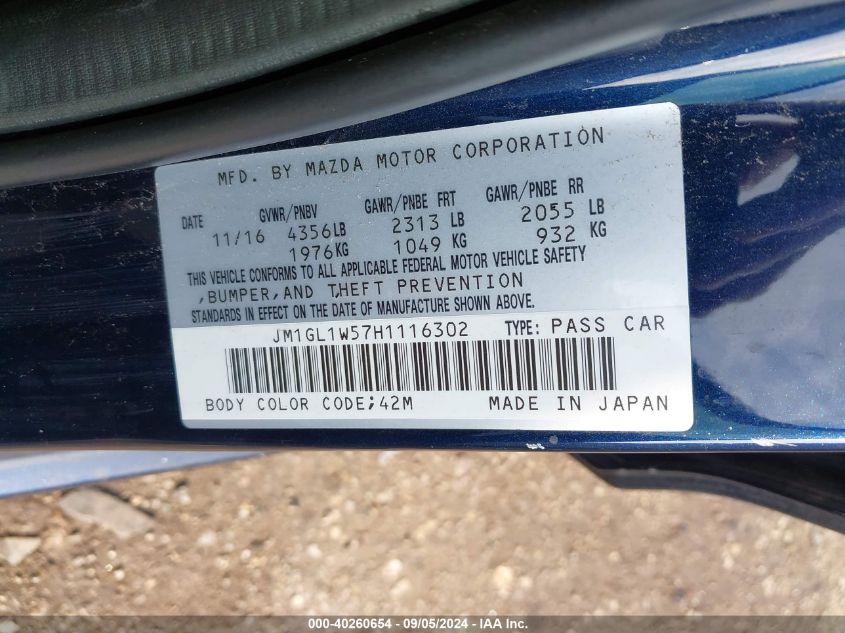 MFD. BY MAZDA MOTOR CORPORATION
DATE GVWR/PNBV GAWR/PNBE FRT GAWR/PNBE RR
11/16 4356LB 2313 LB 2055 LB
1976KG 1049 KG 932 KG
THIS VEHICLE CONFORMS TO ALL APPLICABLE FEDERAL MOTOR VEHICLE SAFETY
,BUMPER,AND THEFT PREVENTION
STANDARDS IN EFFECT ON THE DATE OF MANUFACTURE SHOWN ABOVE.
JM1GL1W57H1116302 TYPE: PASS CAR
BODY COLOR CODE;42M MADE IN JAPAN
000-40260654 - 09/05/2024 - IAA Inc.